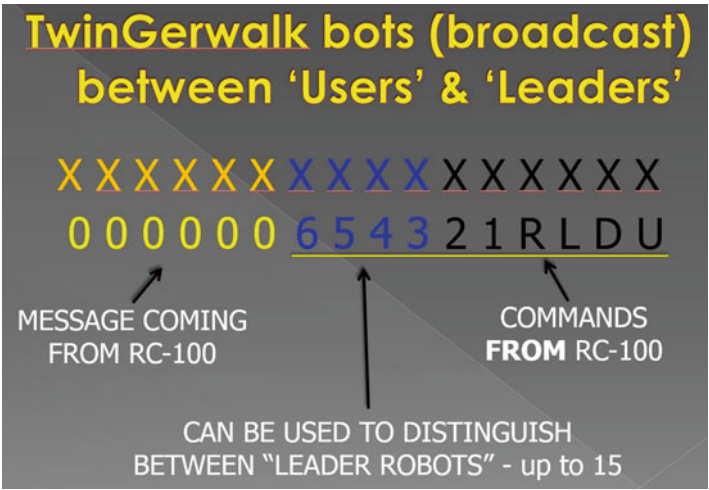 TwinGerwalk bots (broadcast)
between ‘Users’ & ‘Leaders’
X X X X X X X X X X X X X X X X
0 0 0 0 0 0 6 5 4 3 2 1 R L D U
MESSAGE COMING
FROM RC-100
COMMANDS
FROM RC-100
CAN BE USED TO DISTINGUISH
BETWEEN “LEADER ROBOTS” - up to 15